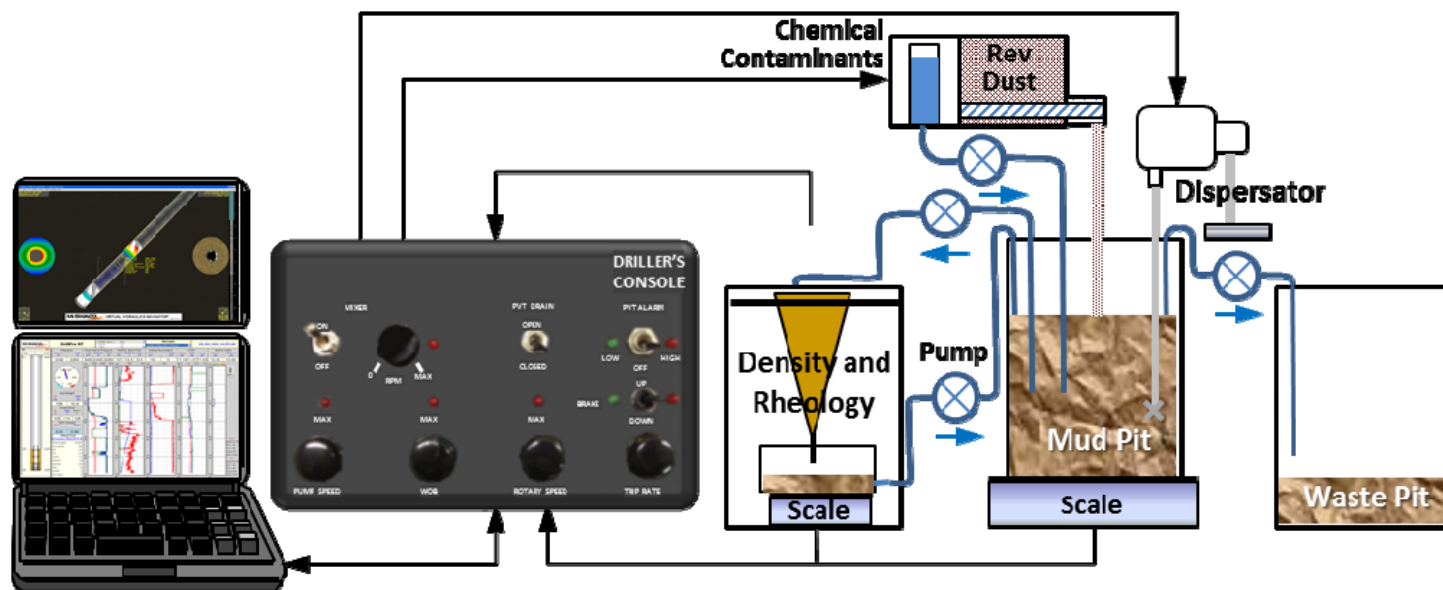 Chemical
Contaminants
Rev
Dust
Dispersator
DRILLER'S
CONSOLE
MIXER
PVT DRAIN
PIT ALARM
ON
OPEN
OFF
LOW
HIGH
0
RPM
MAX
CLOSED
OFF
UP
BRAKE
DOWN
MAX
MAX
MAX
PUMP SPEED
WOB
ROTARY SPEED
TRIP RATE
Density and
Rheology
Scale
Pump
Mud Pit
Scale
Waste Pit